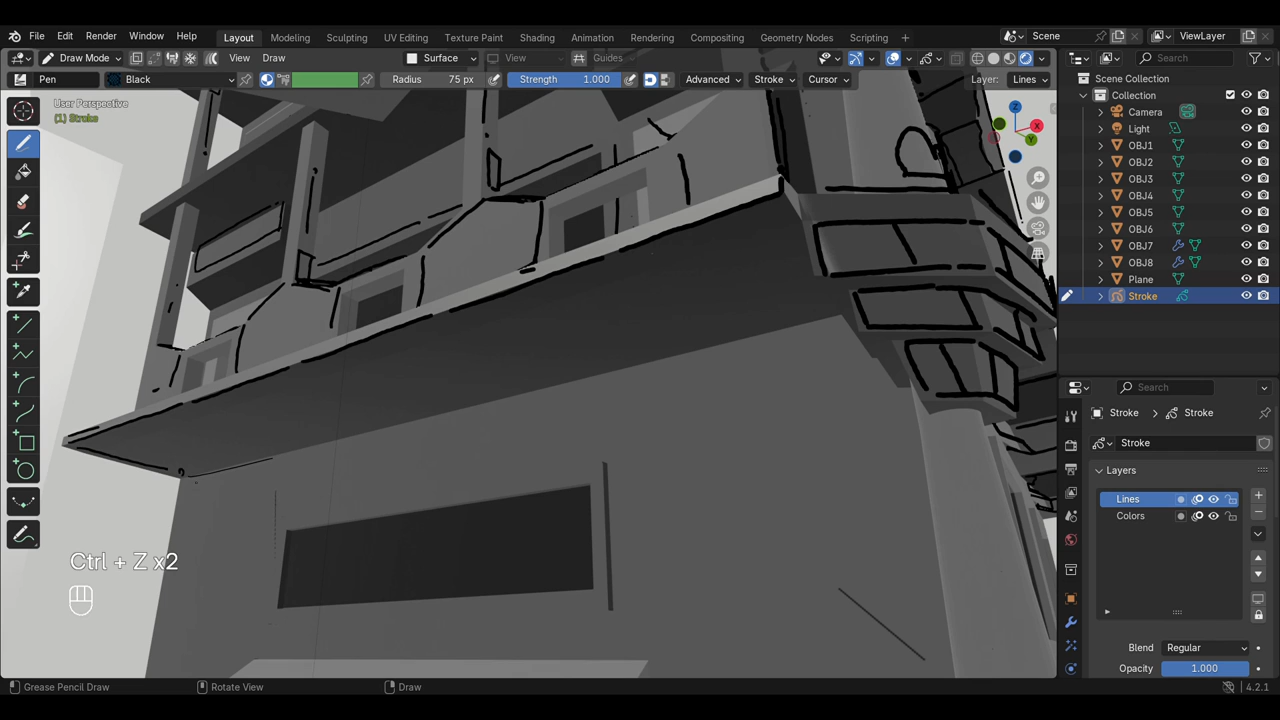 File Edit Render Window Help Layout Modeling Sculpting UV Editing Texture Paint Shading Animation Rendering Compositing Geometry Nodes Scripting Scene ViewLayer
Draw Mode View Draw Surface View Guides Search
Pen Black Radius 75 px Strength 1.000 Advanced Stroke Cursor Layer: Lines
Scene Collection
User Perspective
(1) Stroke
Z
X
Y
Collection
Camera
Light
OBJ1
OBJ2
OBJ3
OBJ4
OBJ5
OBJ6
OBJ7
OBJ8
Plane
Stroke
Search
Stroke > Stroke
Stroke
Layers
Lines
Colors
Blend Regular
Opacity 1.000
Ctrl + Z x2
Grease Pencil Draw Rotate View Draw 4.2.1